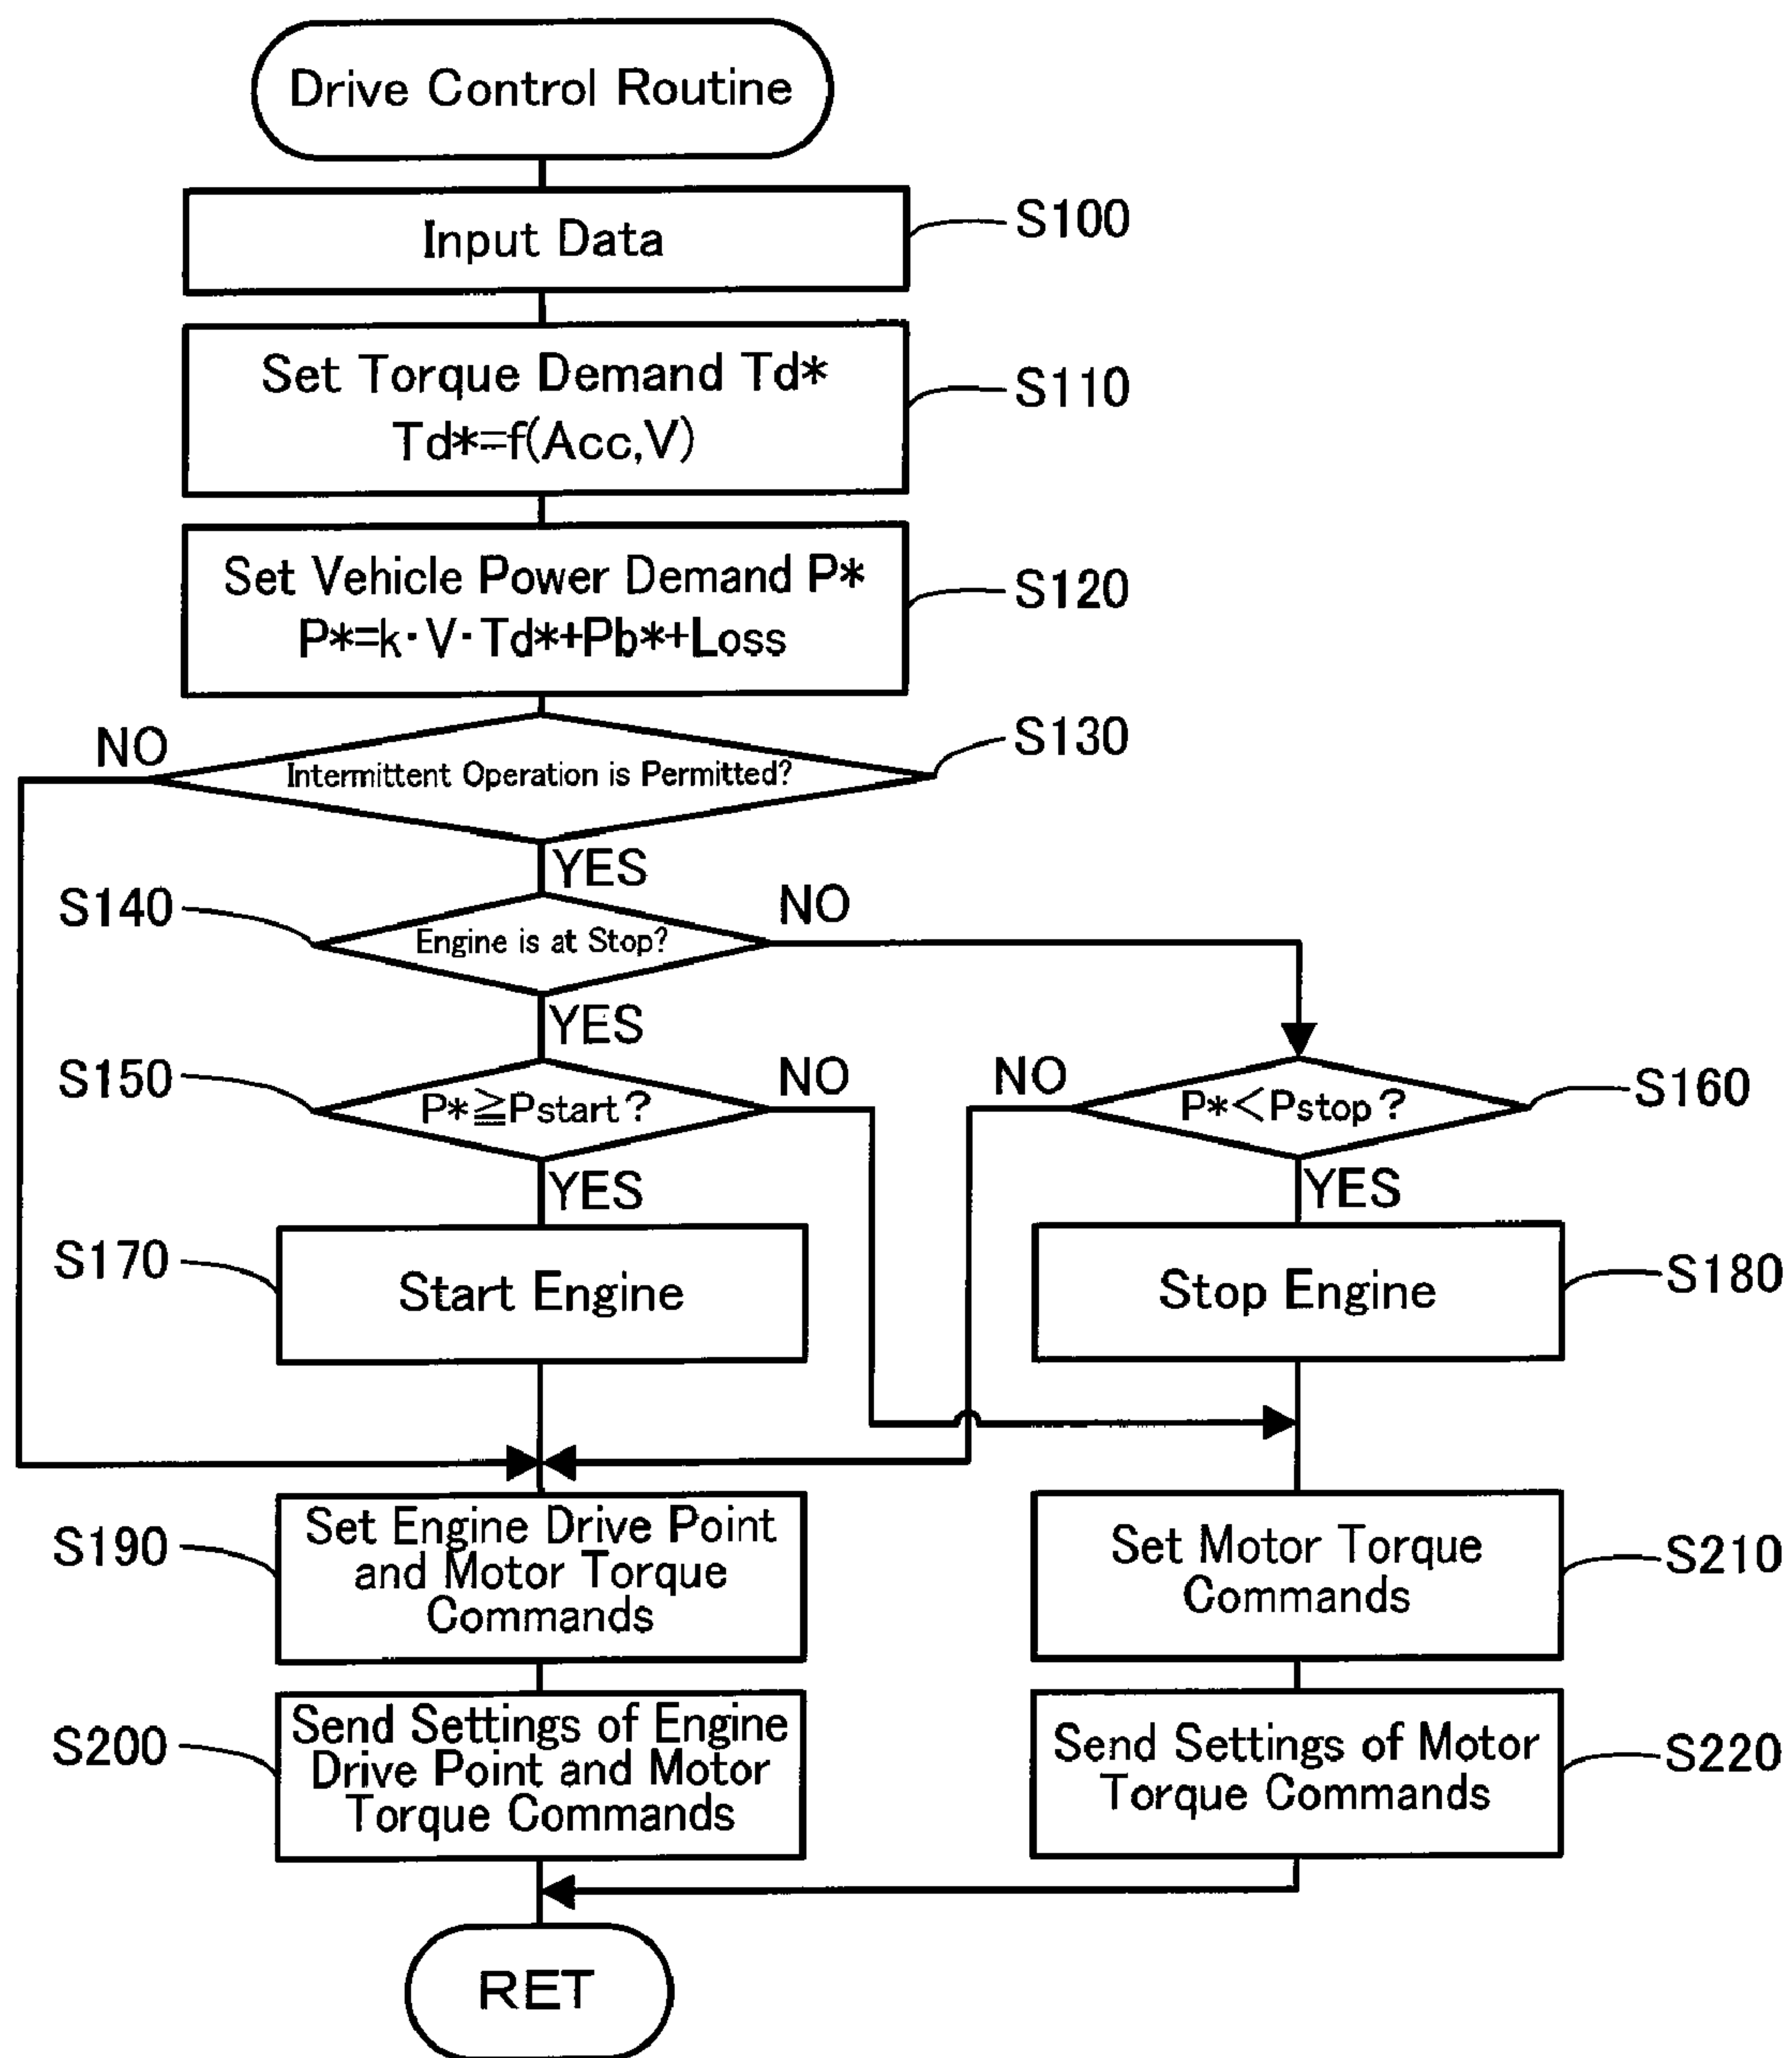 Drive Control Routine
Input Data
S100
Set Torque Demand Td*
Td*=f(Acc,V)
S110
Set Vehicle Power Demand P*
P*=k·V·Td*+Pb*+Loss
S120
NO
Intermittent Operation is Permitted?
S130
YES
S140
Engine is at Stop?
NO
YES
S150
P*≧Pstart?
NO
NO
P*<Pstop?
S160
YES
YES
S170
Start Engine
Stop Engine
S180
S190
Set Engine Drive Point
and Motor Torque
Commands
Set Motor Torque
Commands
S210
S200
Send Settings of Engine
Drive Point and Motor
Torque Commands
Send Settings of Motor
Torque Commands
S220
RET